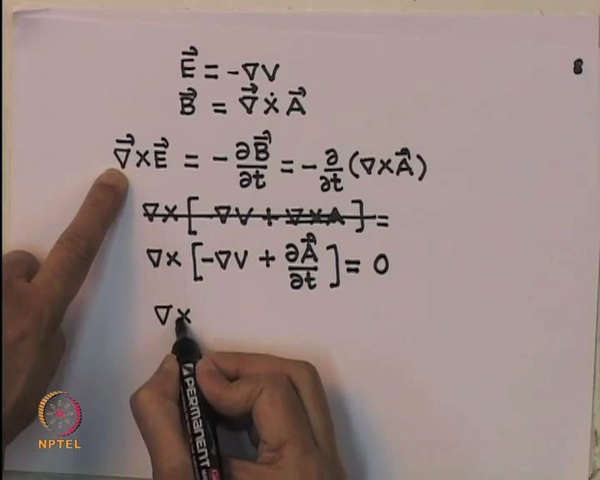 8
E⃗ = -∇V
B⃗ = ∇⃗ × A⃗
∇⃗×E⃗ = -∂B⃗/∂t = -∂/∂t (∇×A⃗)
∇×[-∇V + ∇×A] =
∇×[-∇V + ∂A⃗/∂t] = 0
∇×
PERMANENT
NPTEL